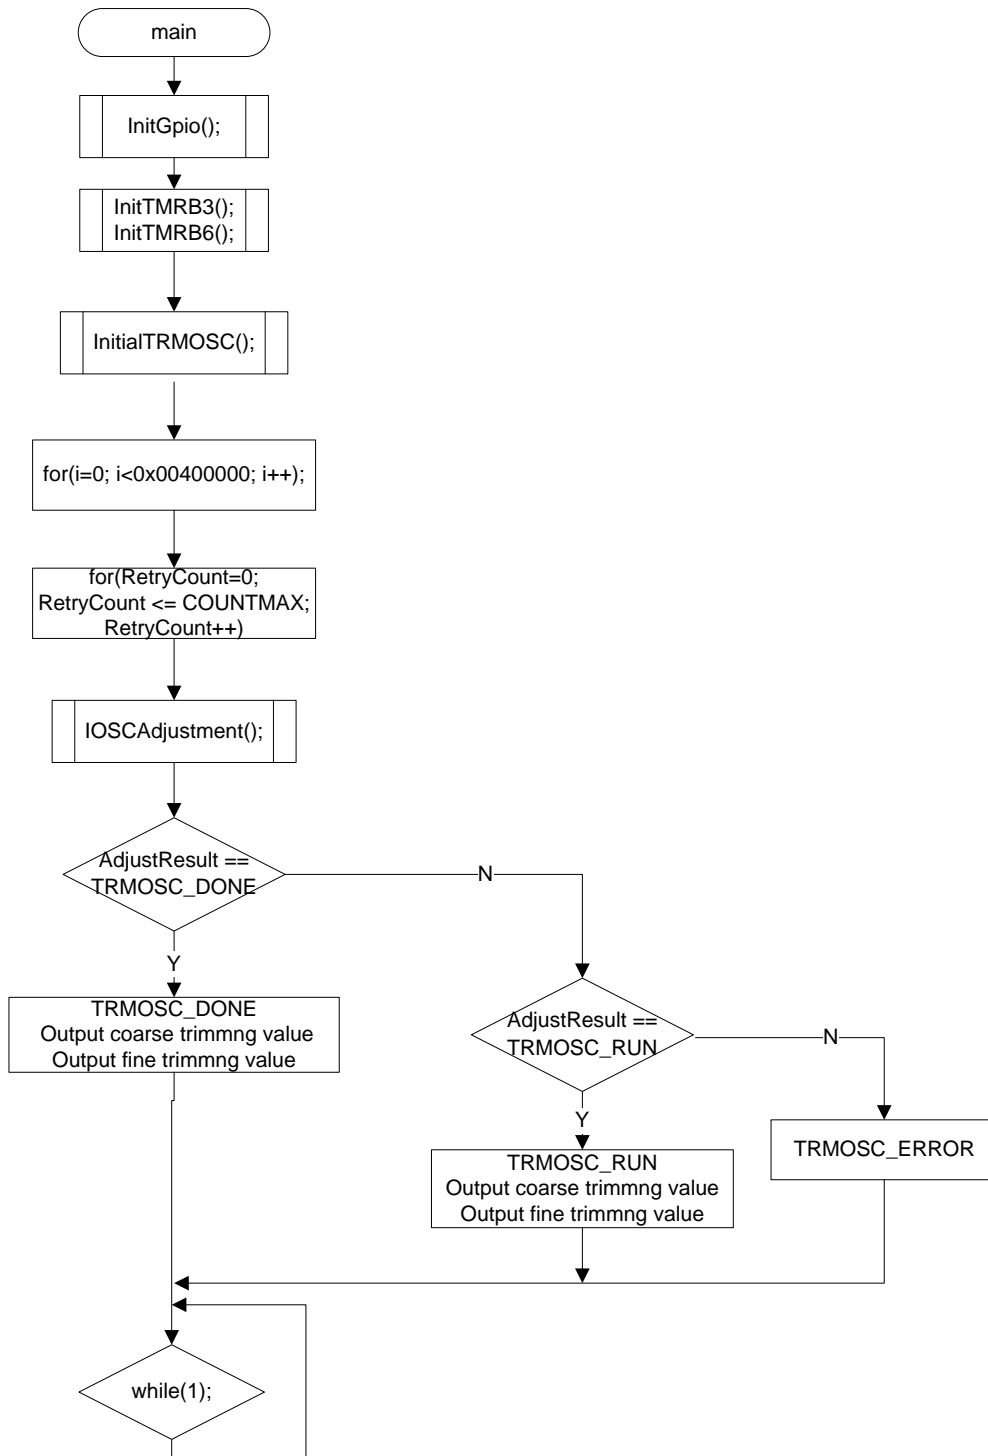 main
InitGpio();
InitTMRB3();
InitTMRB6();
InitialTRMOSC();
for(i=0; i<0x00400000; i++);
for(RetryCount=0;
RetryCount <= COUNTMAX;
RetryCount++)
IOSCAdjustment();
AdjustResult ==
TRMOSC_DONE
N
Y
TRMOSC_DONE
Output coarse trimmng value
Output fine trimmng value
AdjustResult ==
TRMOSC_RUN
N
Y
TRMOSC_RUN
Output coarse trimmng value
Output fine trimmng value
TRMOSC_ERROR
while(1);